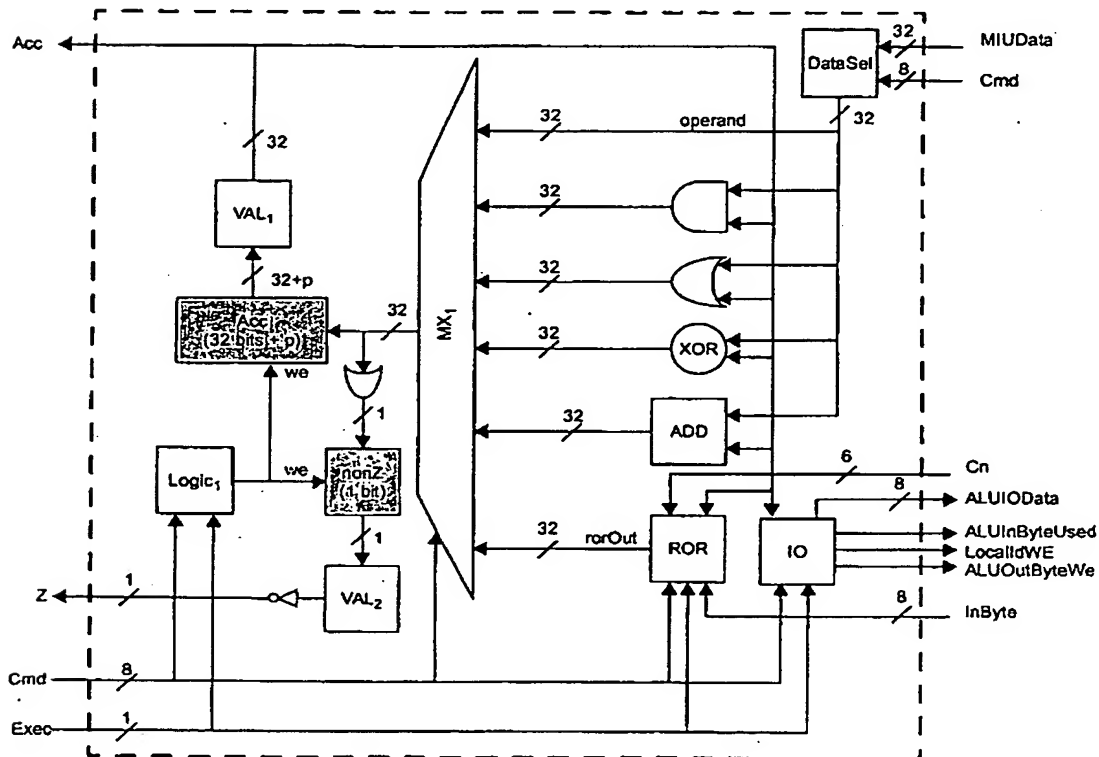 Acc
32
MIUData
DataSel
8
Cmd
32
32
operand
32
32
VAL1
32+p
32
Acc
(32 bits + p)
32
MX1
we
32
XOR
1
32
ADD
6
Cn
Logic1
we
nonZ
(1 bit)
8
ALUIOData
1
32
rorOut
ROR
IO
ALUInByteUsed
LocalIdWE
ALUOutByteWe
Z
1
VAL2
8
InByte
Cmd
8
Exec
1